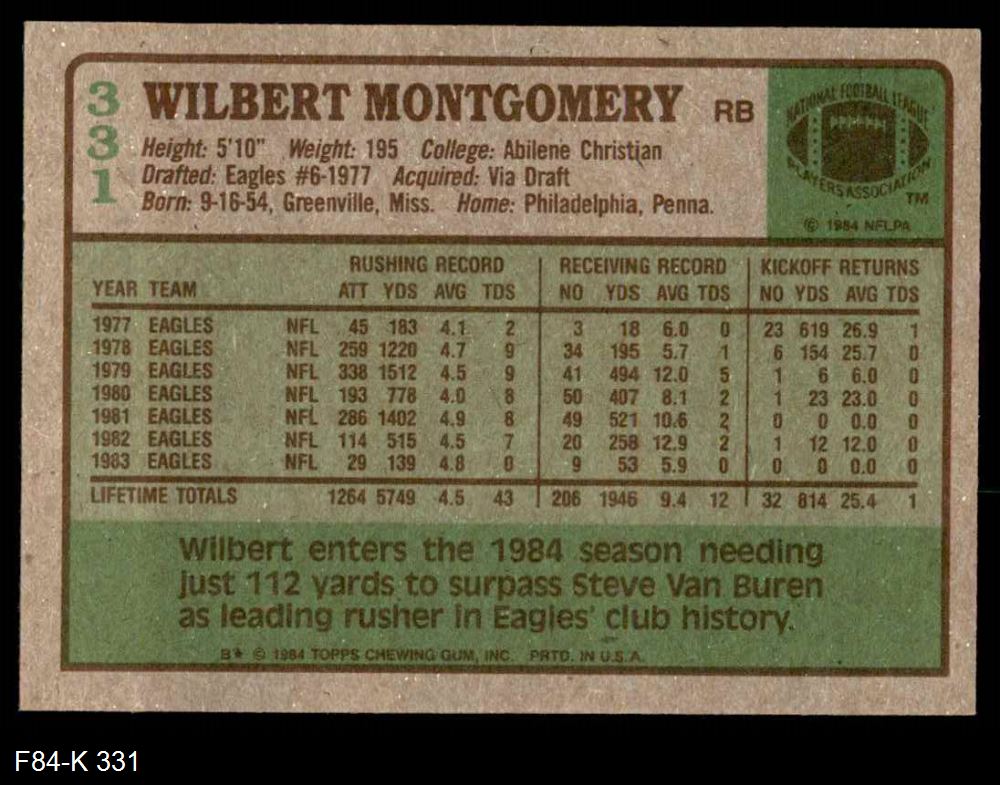 331
WILBERT MONTGOMERY RB
Height: 5'10" Weight: 195 College: Abilene Christian
Drafted: Eagles #6-1977 Acquired: Via Draft
Born: 9-16-54, Greenville, Miss. Home: Philadelphia, Penna.
NATIONAL FOOTBALL LEAGUE
PLAYERS ASSOCIATION
TM
© 1984 NFLPA
RUSHING RECORD RECEIVING RECORD KICKOFF RETURNS
YEAR TEAM ATT YDS AVG TDS NO YDS AVG TDS NO YDS AVG TDS
1977 EAGLES NFL 45 183 4.1 2 3 18 6.0 0 23 619 26.9 1
1978 EAGLES NFL 259 1220 4.7 9 34 195 5.7 1 6 154 25.7 0
1979 EAGLES NFL 338 1512 4.5 9 41 494 12.0 5 1 6 6.0 0
1980 EAGLES NFL 193 778 4.0 8 50 407 8.1 2 1 23 23.0 0
1981 EAGLES NFL 286 1402 4.9 8 49 521 10.6 2 0 0 0.0 0
1982 EAGLES NFL 114 515 4.5 7 20 258 12.9 2 1 12 12.0 0
1983 EAGLES NFL 29 139 4.8 0 9 53 5.9 0 0 0 0.0 0
LIFETIME TOTALS 1264 5749 4.5 43 206 1946 9.4 12 32 814 25.4 1
Wilbert enters the 1984 season needing
just 112 yards to surpass Steve Van Buren
as leading rusher in Eagles' club history.
B* © 1984 TOPPS CHEWING GUM, INC. PRTD. IN U.S.A.
F84-K 331